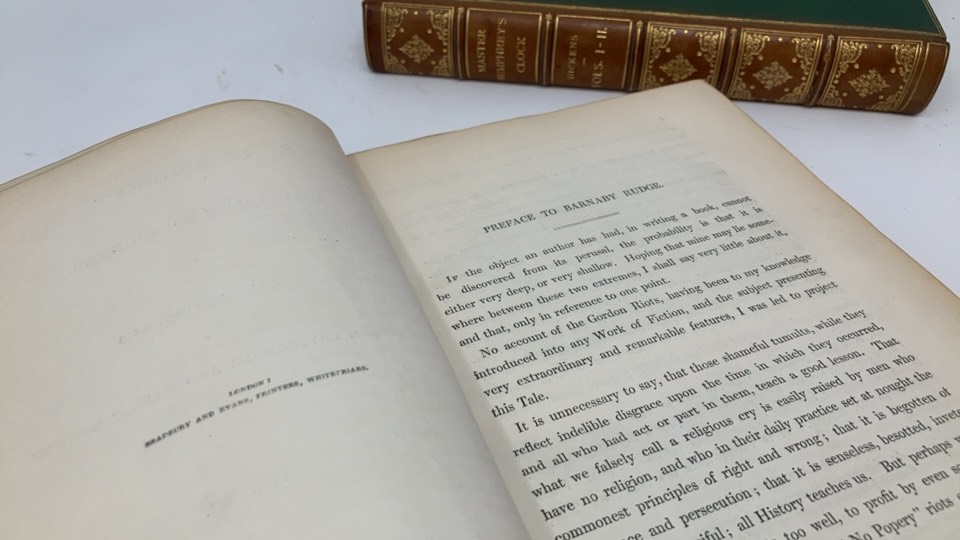 MASTER
HUMPHREY'S
CLOCK
DICKENS
VOLS. I-II.
LONDON:
BRADBURY AND EVANS, PRINTERS, WHITEFRIARS.
PREFACE TO BARNABY RUDGE.
If the object an author has had, in writing a book, cannot
be discovered from its perusal, the probability is that it is
either very deep, or very shallow. Hoping that mine may lie some-
where between these two extremes, I shall say very little about it,
and that, only in reference to one point.
No account of the Gordon Riots, having been to my knowledge
introduced into any Work of Fiction, and the subject presenting
very extraordinary and remarkable features, I was led to project
this Tale.
It is unnecessary to say, that those shameful tumults, while they
reflect indelible disgrace upon the time in which they occurred,
and all who had act or part in them, teach a good lesson. That
what we falsely call a religious cry is easily raised by men who
have no religion, and who in their daily practice set at nought the
commonest principles of right and wrong; that it is begotten of
and persecution; that it is senseless, besotted, invete
all History teaches us. But perhaps
too well, to profit by even so
No Popery" riots